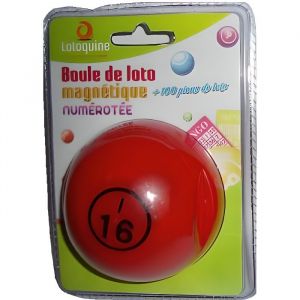 Lotoquine
Boule de loto
magnétique + 100 pions de loto
numérotée
16